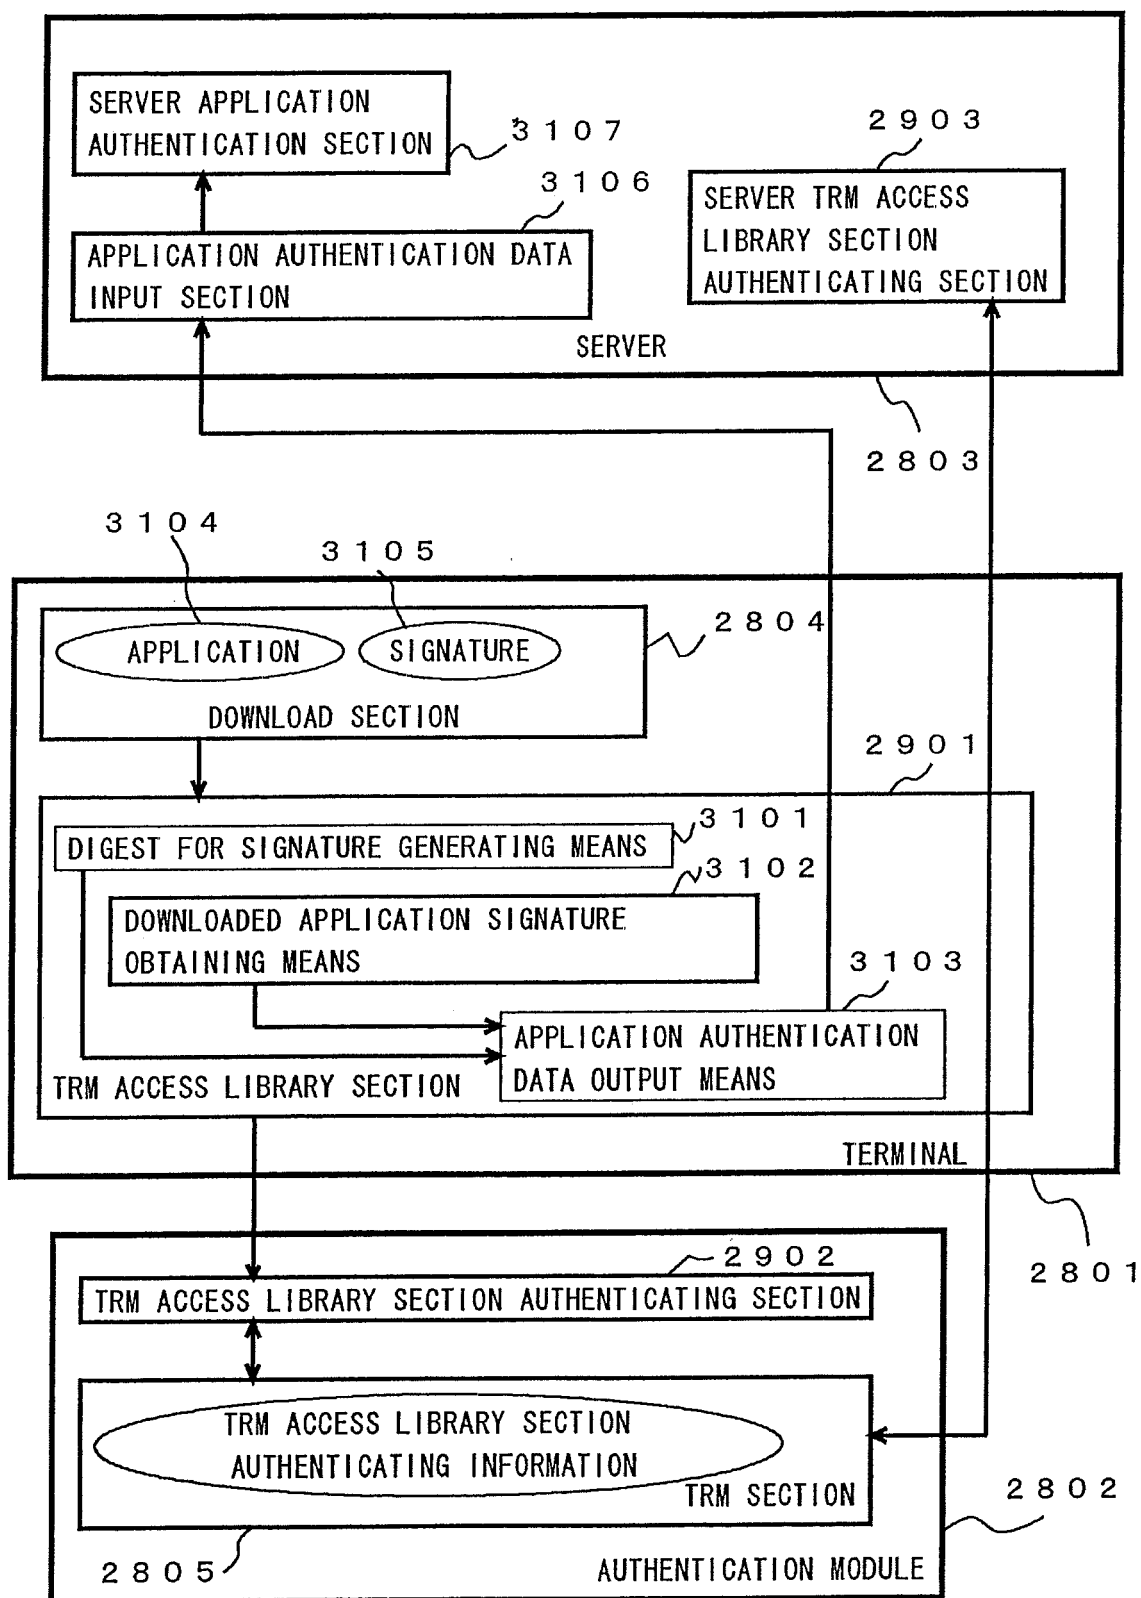 SERVER APPLICATION
AUTHENTICATION SECTION
3107
2903
3106
SERVER TRM ACCESS
LIBRARY SECTION
AUTHENTICATING SECTION
APPLICATION AUTHENTICATION DATA
INPUT SECTION
SERVER
2803
3104
3105
2804
APPLICATION
SIGNATURE
DOWNLOAD SECTION
2901
3101
DIGEST FOR SIGNATURE GENERATING MEANS
3102
DOWNLOADED APPLICATION SIGNATURE
OBTAINING MEANS
3103
APPLICATION AUTHENTICATION
DATA OUTPUT MEANS
TRM ACCESS LIBRARY SECTION
TERMINAL
2801
2902
TRM ACCESS LIBRARY SECTION AUTHENTICATING SECTION
TRM ACCESS LIBRARY SECTION
AUTHENTICATING INFORMATION
TRM SECTION
2802
2805
AUTHENTICATION MODULE